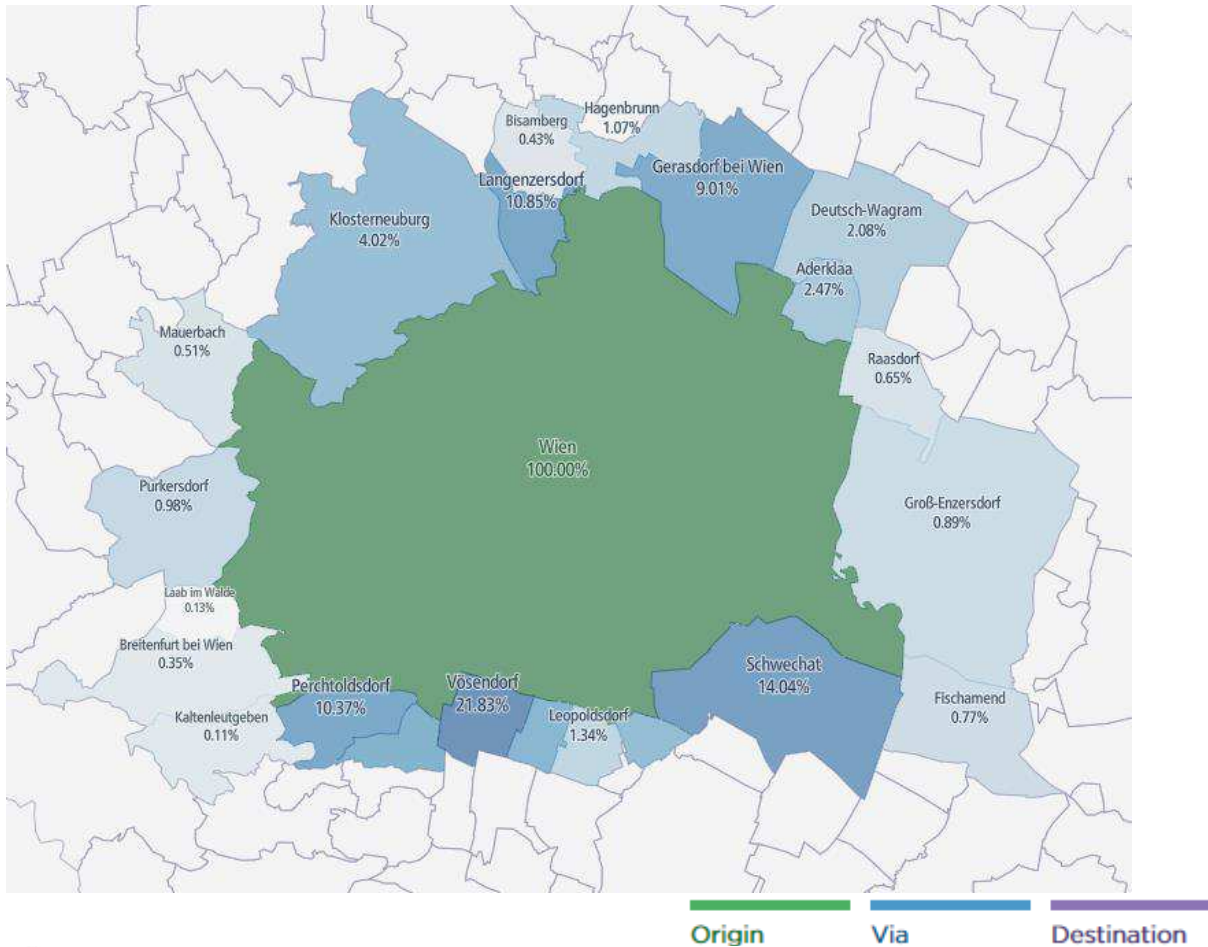 Hagenbrunn
1.07%
Bisamberg
0.43%
Gerasdorf bei Wien
9.01%
Langenzersdorf
10.85%
Klosterneuburg
4.02%
Deutsch-Wagram
2.08%
Aderklaa
2.47%
Mauerbach
0.51%
Raasdorf
0.65%
Wien
100.00%
Purkersdorf
0.98%
Groß-Enzersdorf
0.89%
Laab im Walde
0.13%
Breitenfurt bei Wien
0.35%
Schwechat
14.04%
Perchtoldsdorf
10.37%
Vösendorf
21.83%
Fischamend
0.77%
Kaltenleutgeben
0.11%
Leopoldsdorf
1.34%
Origin
Via
Destination